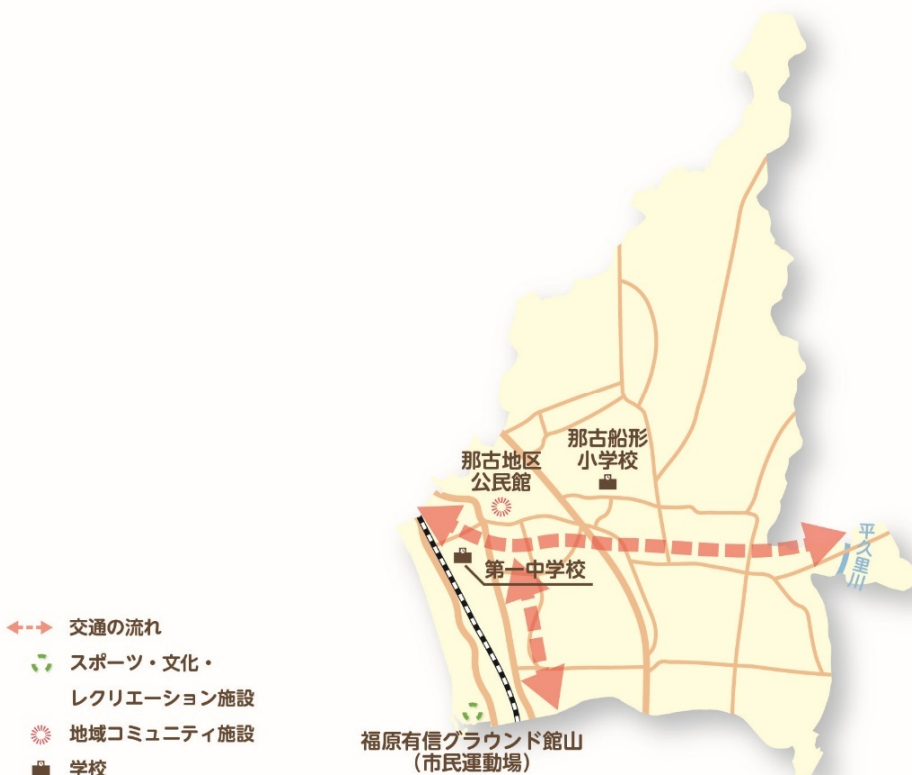 那古船形
小学校
那古地区
公民館
平久里川
第一中学校
交通の流れ
スポーツ・文化・
レクリエーション施設
地域コミュニティ施設
学校
福原有信グラウンド館山
(市民運動場)